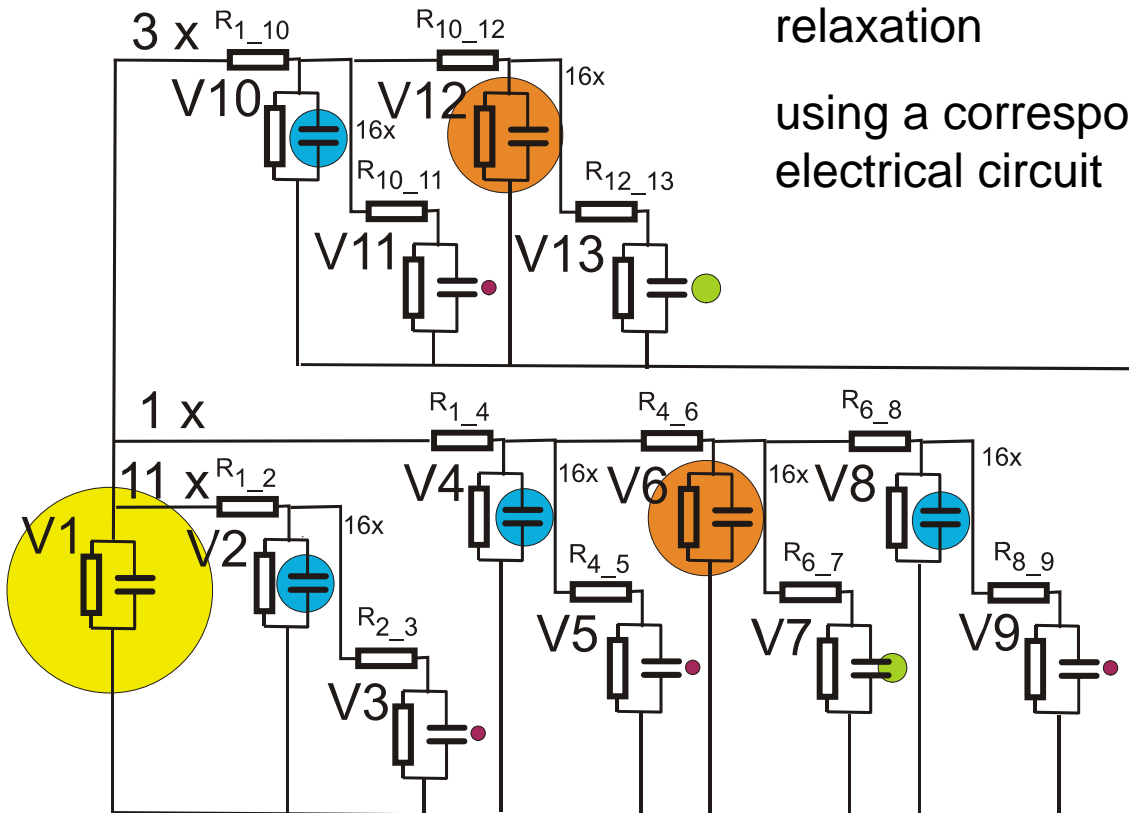 relaxation
using a correspo
electrical circuit
3 x R1_10 R10_12
V10 V12 16x
16x
R10_11 R12_13
V11 V13
1 x R1_4 R4_6 R6_8
11 x R1_2 V4 16x V6 16x V8 16x
V1 V2 16x
R4_5 R6_7 R8_9
R2_3 V5 V7 V9
V3